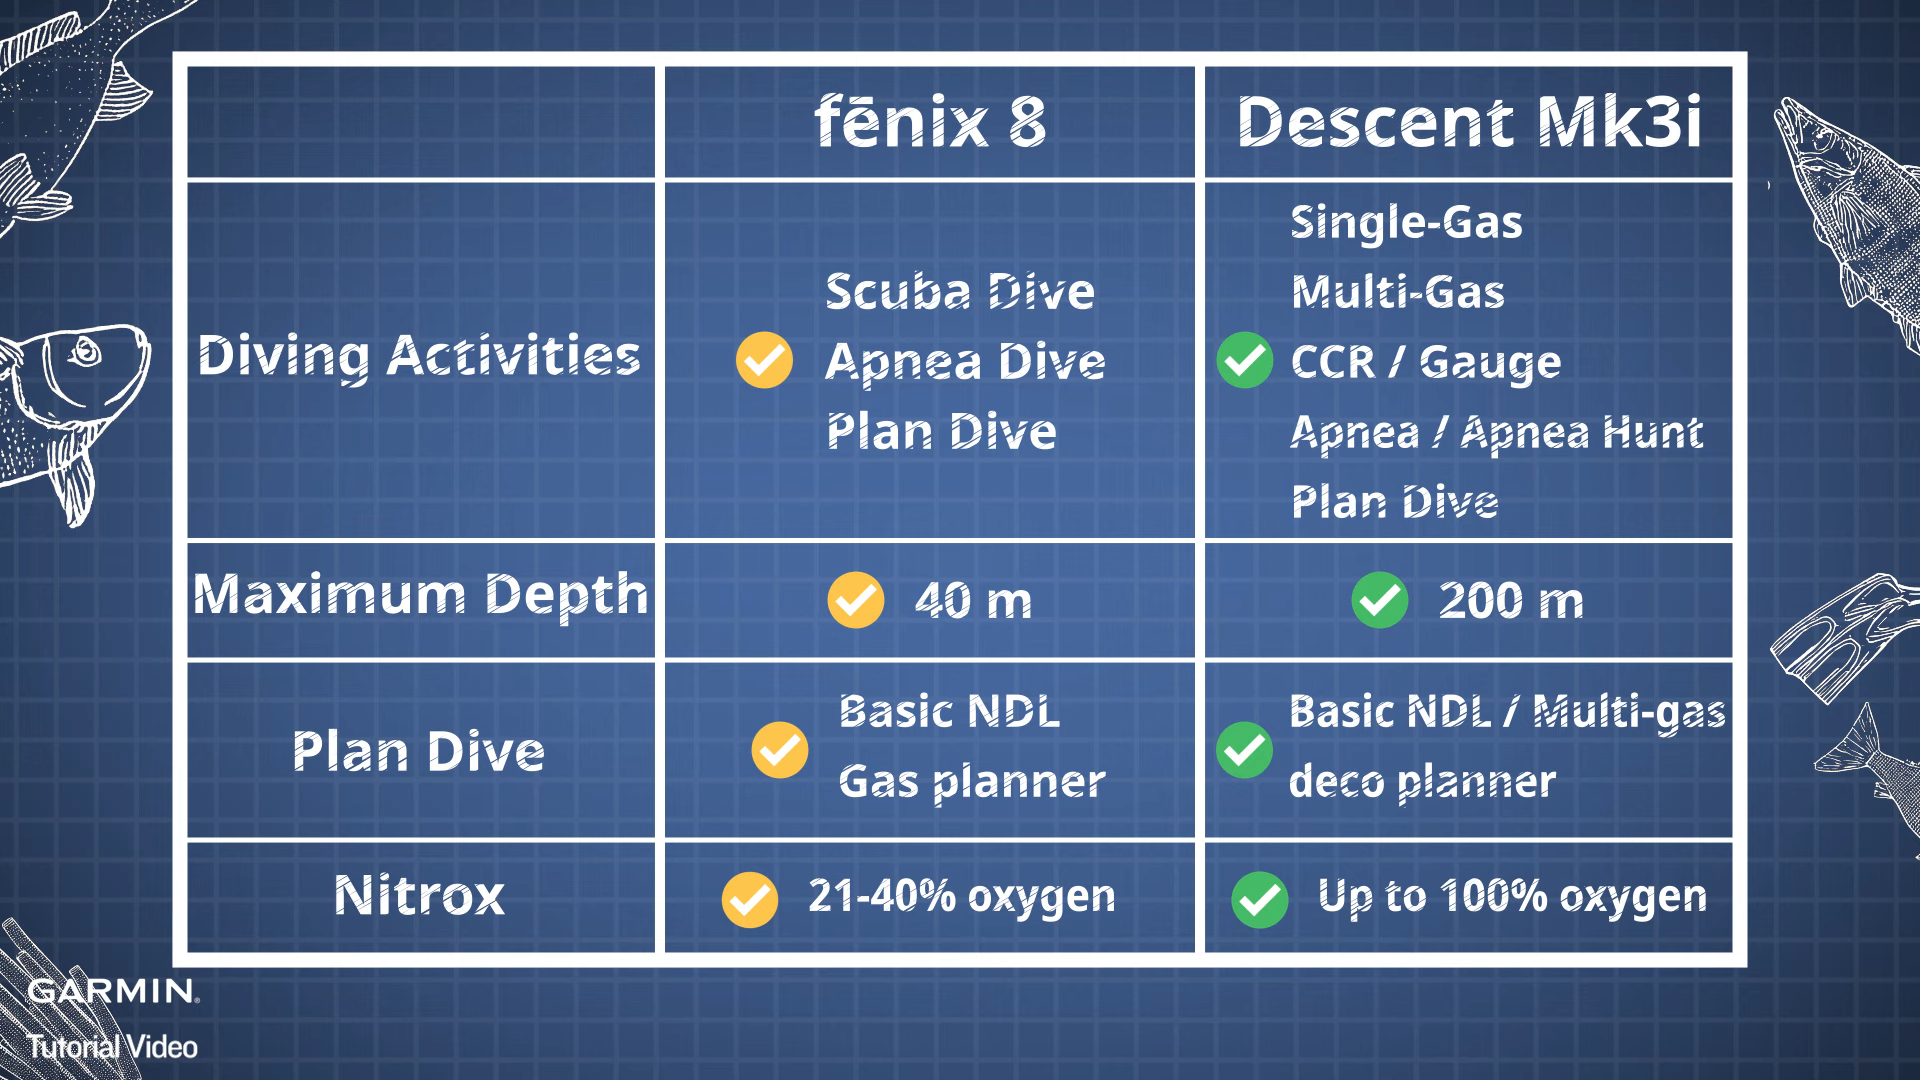 fēnix 8
Descent Mk3i
Diving Activities
Scuba Dive
Apnea Dive
Plan Dive
Single-Gas
Multi-Gas
CCR / Gauge
Apnea / Apnea Hunt
Plan Dive
Maximum Depth
40 m
200 m
Plan Dive
Basic NDL
Gas planner
Basic NDL / Multi-gas
deco planner
Nitrox
21-40% oxygen
Up to 100% oxygen
GARMIN®
Tutorial Video